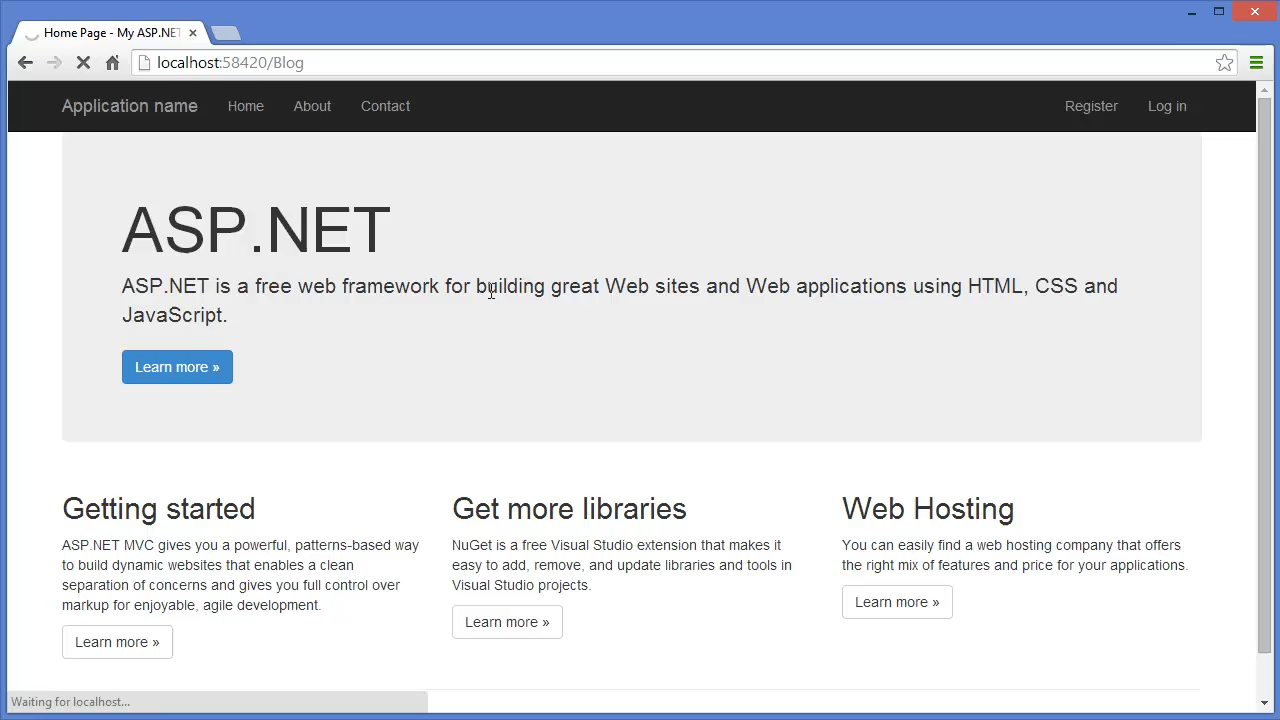 Home Page - My ASP.NET
localhost:58420/Blog
Application name Home About Contact Register Log in
ASP.NET
ASP.NET is a free web framework for building great Web sites and Web applications using HTML, CSS and
JavaScript.
Learn more »
Getting started
ASP.NET MVC gives you a powerful, patterns-based way
to build dynamic websites that enables a clean
separation of concerns and gives you full control over
markup for enjoyable, agile development.
Learn more »
Get more libraries
NuGet is a free Visual Studio extension that makes it
easy to add, remove, and update libraries and tools in
Visual Studio projects.
Learn more »
Web Hosting
You can easily find a web hosting company that offers
the right mix of features and price for your applications.
Learn more »
Waiting for localhost...